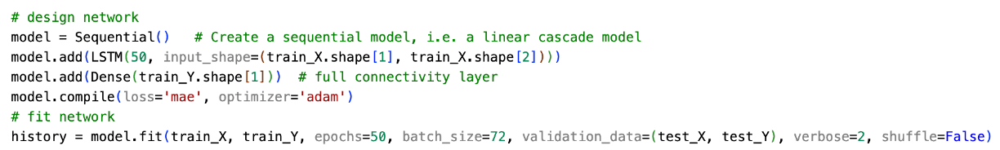 # design network
model = Sequential()   # Create a sequential model, i.e. a linear cascade model
model.add(LSTM(50, input_shape=(train_X.shape[1], train_X.shape[2])))
model.add(Dense(train_Y.shape[1]))  # full connectivity layer
model.compile(loss='mae', optimizer='adam')
# fit network
history = model.fit(train_X, train_Y, epochs=50, batch_size=72, validation_data=(test_X, test_Y), verbose=2, shuffle=False)